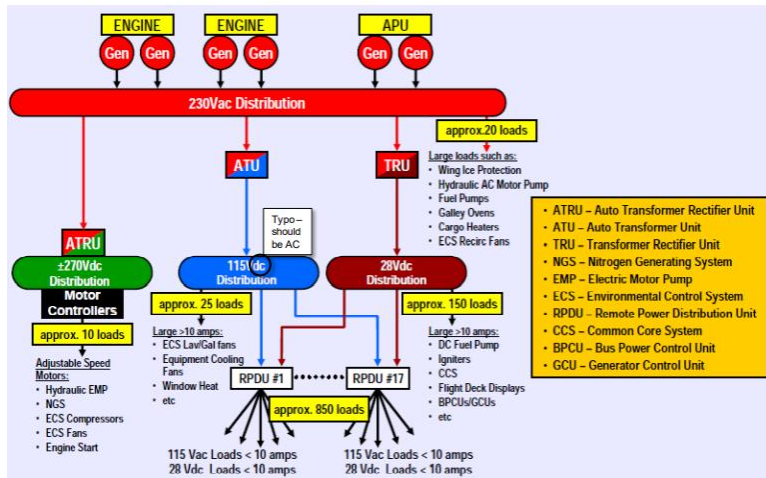 ENGINE
ENGINE
APU
Gen
Gen
Gen
Gen
Gen
Gen
230Vac Distribution
approx.20 loads
Large loads such as:
• Wing Ice Protection
• Hydraulic AC Motor Pump
• Fuel Pumps
• Galley Ovens
• Cargo Heaters
• ECS Recirc Fans
ATU
TRU
Typo –
should
be AC
ATRU
±270Vdc
Distribution
Motor
Controllers
115Vdc
Distribution
28Vdc
Distribution
approx. 10 loads
approx. 25 loads
approx. 150 loads
Adjustable Speed
Motors:
• Hydraulic EMP
• NGS
• ECS Compressors
• ECS Fans
• Engine Start
Large >10 amps:
• ECS Lav/Gal fans
• Equipment Cooling
Fans
• Window Heat
• etc
Large >10 amps:
• DC Fuel Pump
• Igniters
• CCS
• Flight Deck Displays
• BPCUs/GCUs
• etc
RPDU #1
RPDU #17
approx. 850 loads
115 Vac Loads < 10 amps
28 Vdc Loads < 10 amps
115 Vac Loads < 10 amps
28 Vdc Loads < 10 amps
• ATRU – Auto Transformer Rectifier Unit
• ATU – Auto Transformer Unit
• TRU – Transformer Rectifier Unit
• NGS – Nitrogen Generating System
• EMP – Electric Motor Pump
• ECS – Environmental Control System
• RPDU – Remote Power Distribution Unit
• CCS – Common Core System
• BPCU – Bus Power Control Unit
• GCU – Generator Control Unit